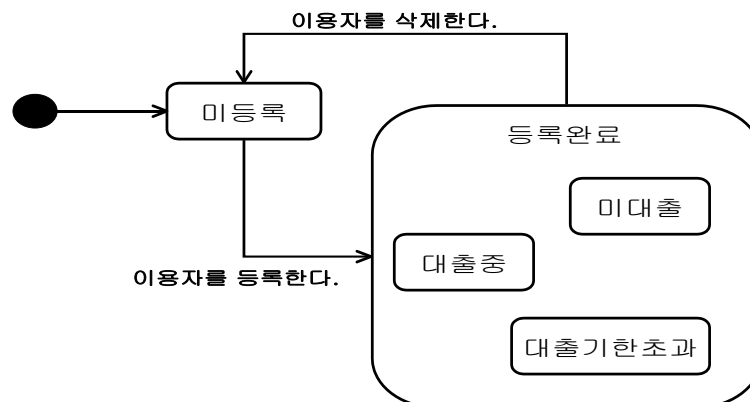 이용자를 삭제한다.
미등록
등록완료
미대출
대출중
이용자를 등록한다.
대출기한초과